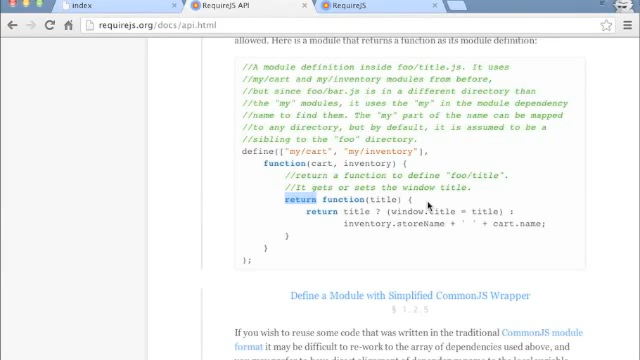 index
RequireJS API
RequireJS
requirejs.org/docs/api.html
allowed. Here is a module that returns a function as its module definition:
//A module definition inside foo/title.js. It uses
//my/cart and my/inventory modules from before,
//but since foo/bar.js is in a different directory than
//the "my" modules, it uses the "my" in the module dependency
//name to find them. The "my" part of the name can be mapped
//to any directory, but by default, it is assumed to be a
//sibling to the "foo" directory.
define(["my/cart", "my/inventory"],
function(cart, inventory) {
//return a function to define "foo/title".
//It gets or sets the window title.
return function(title) {
return title ? (window.title = title) :
inventory.storeName + ' ' + cart.name;
}
}
);
Define a Module with Simplified CommonJS Wrapper
§ 1.2.5
If you wish to reuse some code that was written in the traditional CommonJS module
format it may be difficult to re-work to the array of dependencies used above, and